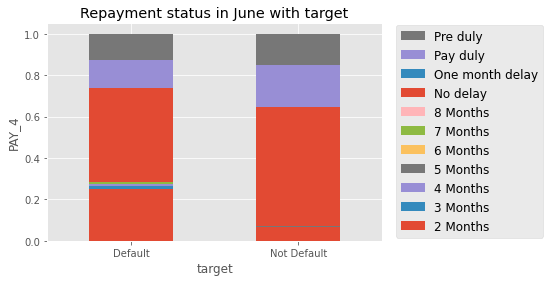 Repayment status in June with target
1.0
0.8
0.6
0.4
0.2
0.0
PAY_4
Default
Not Default
target
Pre duly
Pay duly
One month delay
No delay
8 Months
7 Months
6 Months
5 Months
4 Months
3 Months
2 Months